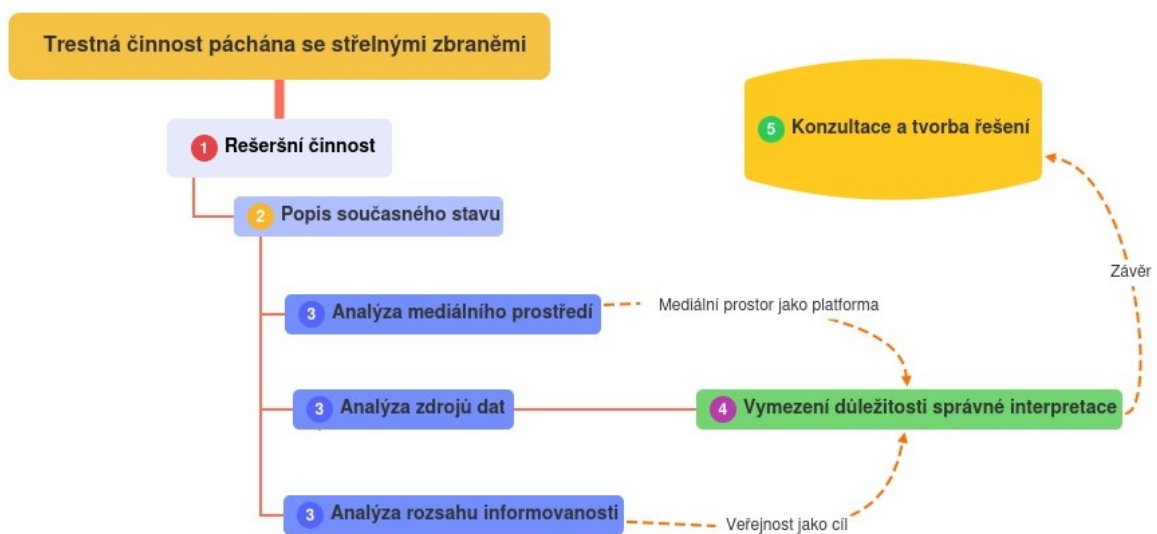 Trestná činnost páchána se střelnými zbraněmi
1 Rešeršní činnost
2 Popis současného stavu
3 Analýza mediálního prostředí
Mediální prostor jako platforma
3 Analýza zdrojů dat
4 Vymezení důležitosti správné interpretace
3 Analýza rozsahu informovanosti
Veřejnost jako cíl
Závěr
5 Konzultace a tvorba řešení